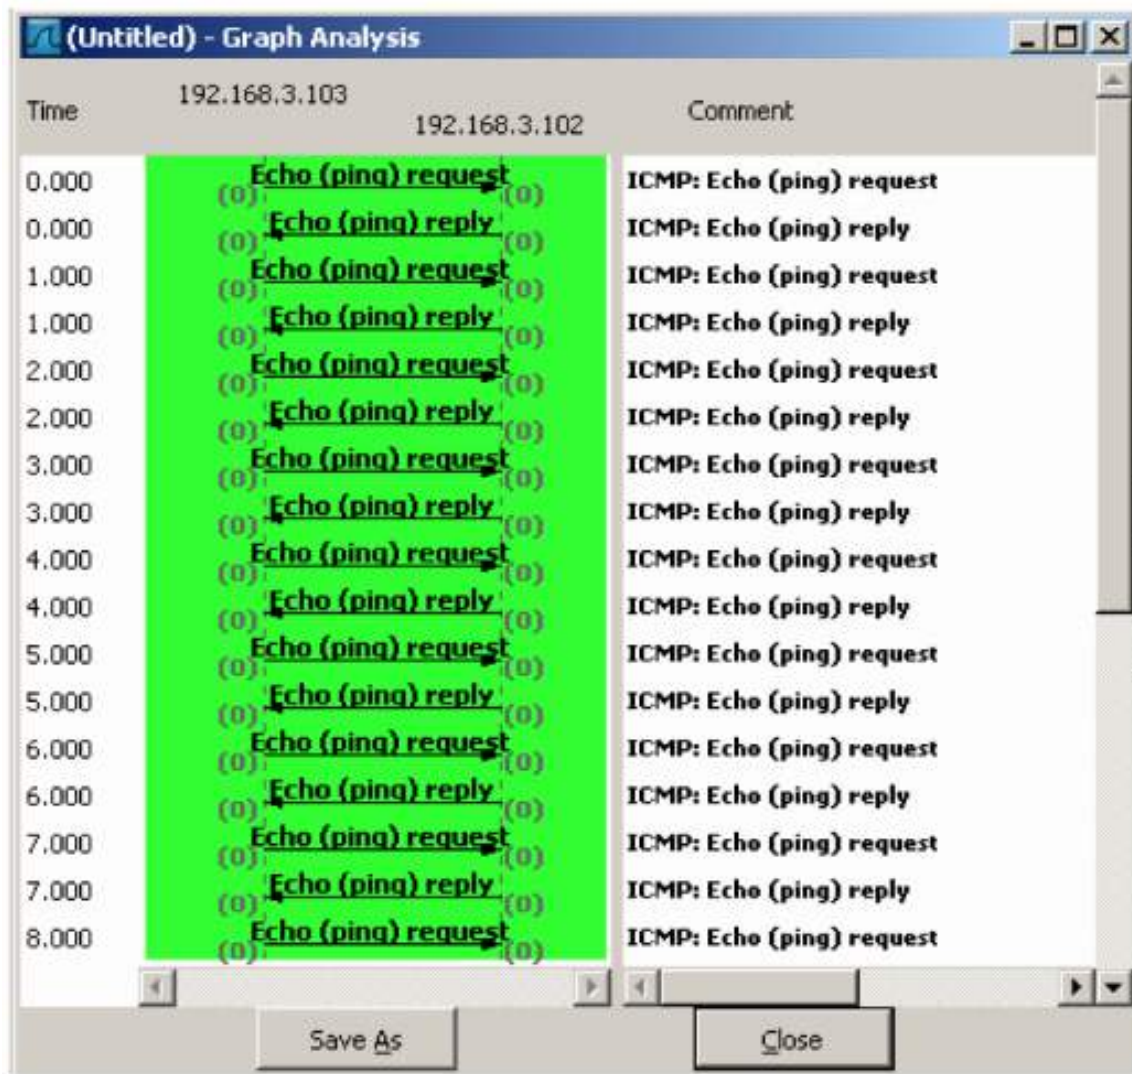 (Untitled) - Graph Analysis
Time 192.168.3.103 192.168.3.102 Comment
0.000 (0) Echo (ping) request (0) ICMP: Echo (ping) request
0.000 (0) Echo (ping) reply (0) ICMP: Echo (ping) reply
1.000 (0) Echo (ping) request (0) ICMP: Echo (ping) request
1.000 (0) Echo (ping) reply (0) ICMP: Echo (ping) reply
2.000 (0) Echo (ping) request (0) ICMP: Echo (ping) request
2.000 (0) Echo (ping) reply (0) ICMP: Echo (ping) reply
3.000 (0) Echo (ping) request (0) ICMP: Echo (ping) request
3.000 (0) Echo (ping) reply (0) ICMP: Echo (ping) reply
4.000 (0) Echo (ping) request (0) ICMP: Echo (ping) request
4.000 (0) Echo (ping) reply (0) ICMP: Echo (ping) reply
5.000 (0) Echo (ping) request (0) ICMP: Echo (ping) request
5.000 (0) Echo (ping) reply (0) ICMP: Echo (ping) reply
6.000 (0) Echo (ping) request (0) ICMP: Echo (ping) request
6.000 (0) Echo (ping) reply (0) ICMP: Echo (ping) reply
7.000 (0) Echo (ping) request (0) ICMP: Echo (ping) request
7.000 (0) Echo (ping) reply (0) ICMP: Echo (ping) reply
8.000 (0) Echo (ping) request (0) ICMP: Echo (ping) request
Save As Close